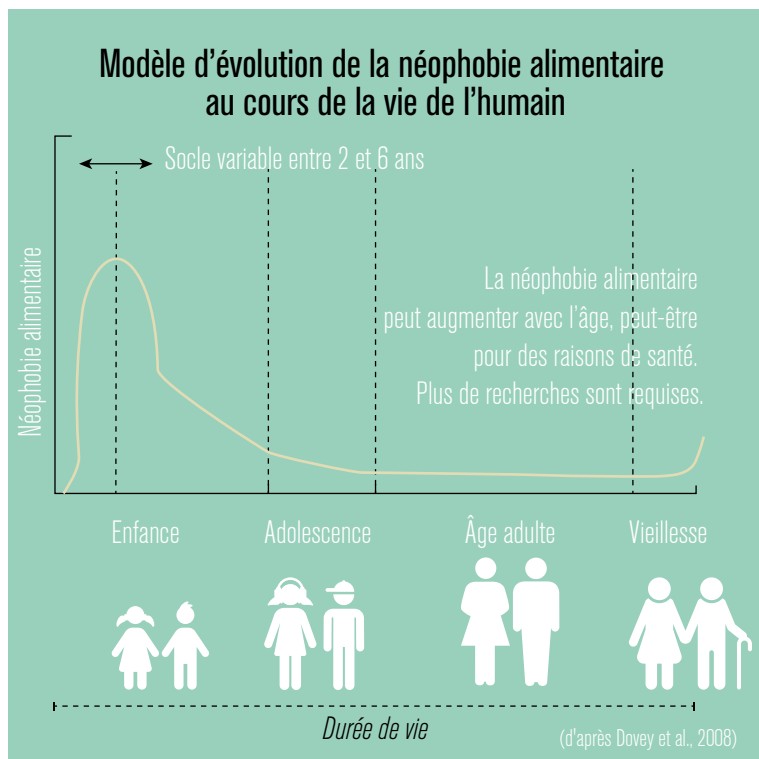 Modèle d'évolution de la néophobie alimentaire
au cours de la vie de l'humain
Socle variable entre 2 et 6 ans
Néophobie alimentaire
La néophobie alimentaire
peut augmenter avec l'âge, peut-être
pour des raisons de santé.
Plus de recherches sont requises.
Enfance
Adolescence
Âge adulte
Vieillesse
Durée de vie
(d'après Dovey et al., 2008)